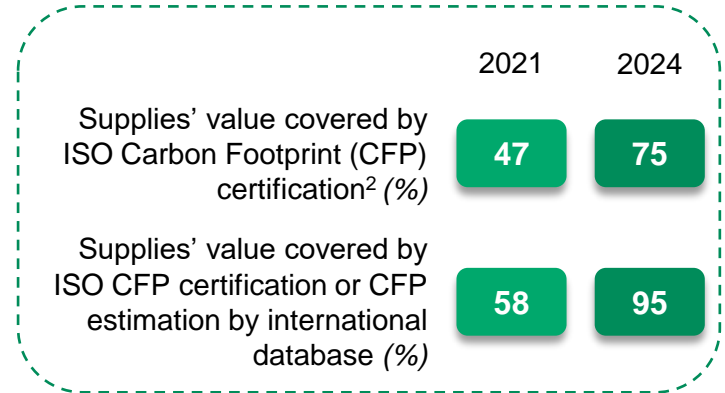 2021 2024
Supplies' value covered by
ISO Carbon Footprint (CFP)
certification² (%)
47 75
Supplies' value covered by
ISO CFP certification or CFP
estimation by international
database (%)
58 95